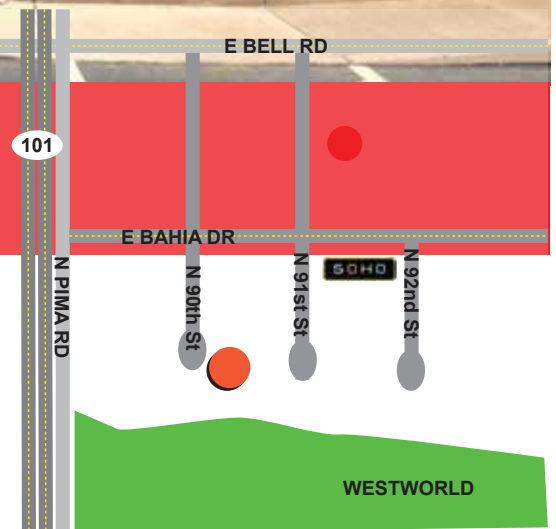 E BELL RD
101
E BAHIA DR
N PIMA RD
N 90th St
N 91st St
SOHO
N 92nd St
WESTWORLD